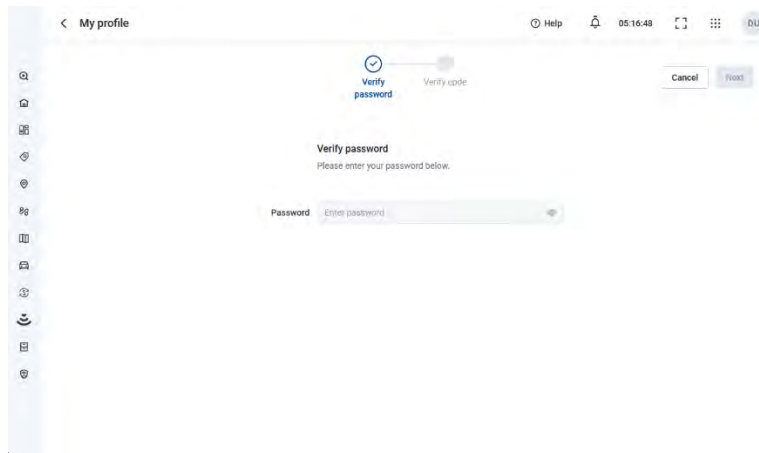 My profile
Help
05:16:48
DU
Verify
password
Verify code
Cancel
Next
Verify password
Please enter your password below.
Password
Enter password